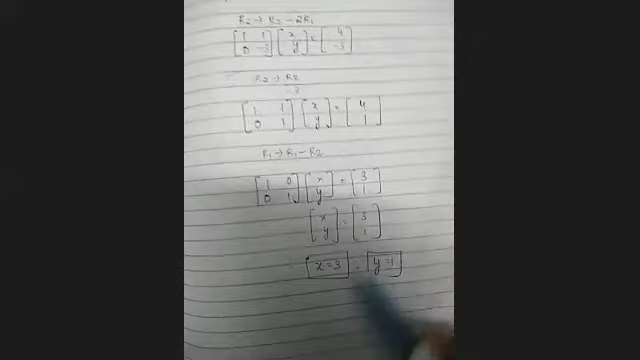 R₂ → R₂ - 2R₁
[1 1; 0 -3] [x; y] = [4; -3]
R₂ → R₂/-3
[1 1; 0 1] [x; y] = [4; 1]
R₁ → R₁ - R₂
[1 0; 0 1] [x; y] = [3; 1]
[x; y] = [3; 1]
x = 3, y = 1